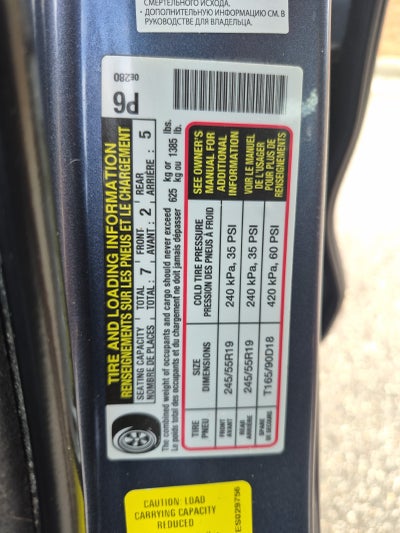 СМЕРТЕЛЬНОГО ИСХОДА.
ДОПОЛНИТЕЛЬНУЮ ИНФОРМАЦИЮ СМ. В
РУКОВОДСТВЕ ДЛЯ ВЛАДЕЛЬЦА.
TIRE AND LOADING INFORMATION
RENSEIGNEMENTS SUR LES PNEUS ET LE CHARGEMENT
P6
06280
SEATING CAPACITY TOTAL: 7 FRONT 2 REAR 5
NOMBRE DE PLACES TOTAL: AVANT: ARRIÈRE:
The combined weight of occupants and cargo should never exceed 625 kg or 1385 lbs.
Le poids total des occupants et du chargement ne doit jamais dépasser kg ou lb.
TIRE SIZE COLD TIRE PRESSURE
PNEU DIMENSIONS PRESSION DES PNEUS À FROID
FRONT 245/55R19 240 kPa, 35 PSI
AVANT
REAR 245/55R19 240 kPa, 35 PSI
ARRIÈRE
SPARE T165/90D18 420 kPa, 60 PSI
DE SECOURS
SEE OWNER'S
MANUAL FOR
ADDITIONAL
INFORMATION
VOIR LE MANUEL
DE L'USAGER
POUR PLUS DE
RENSEIGNEMENTS
CAUTION: LOAD
CARRYING CAPACITY
REDUCED
ES029756